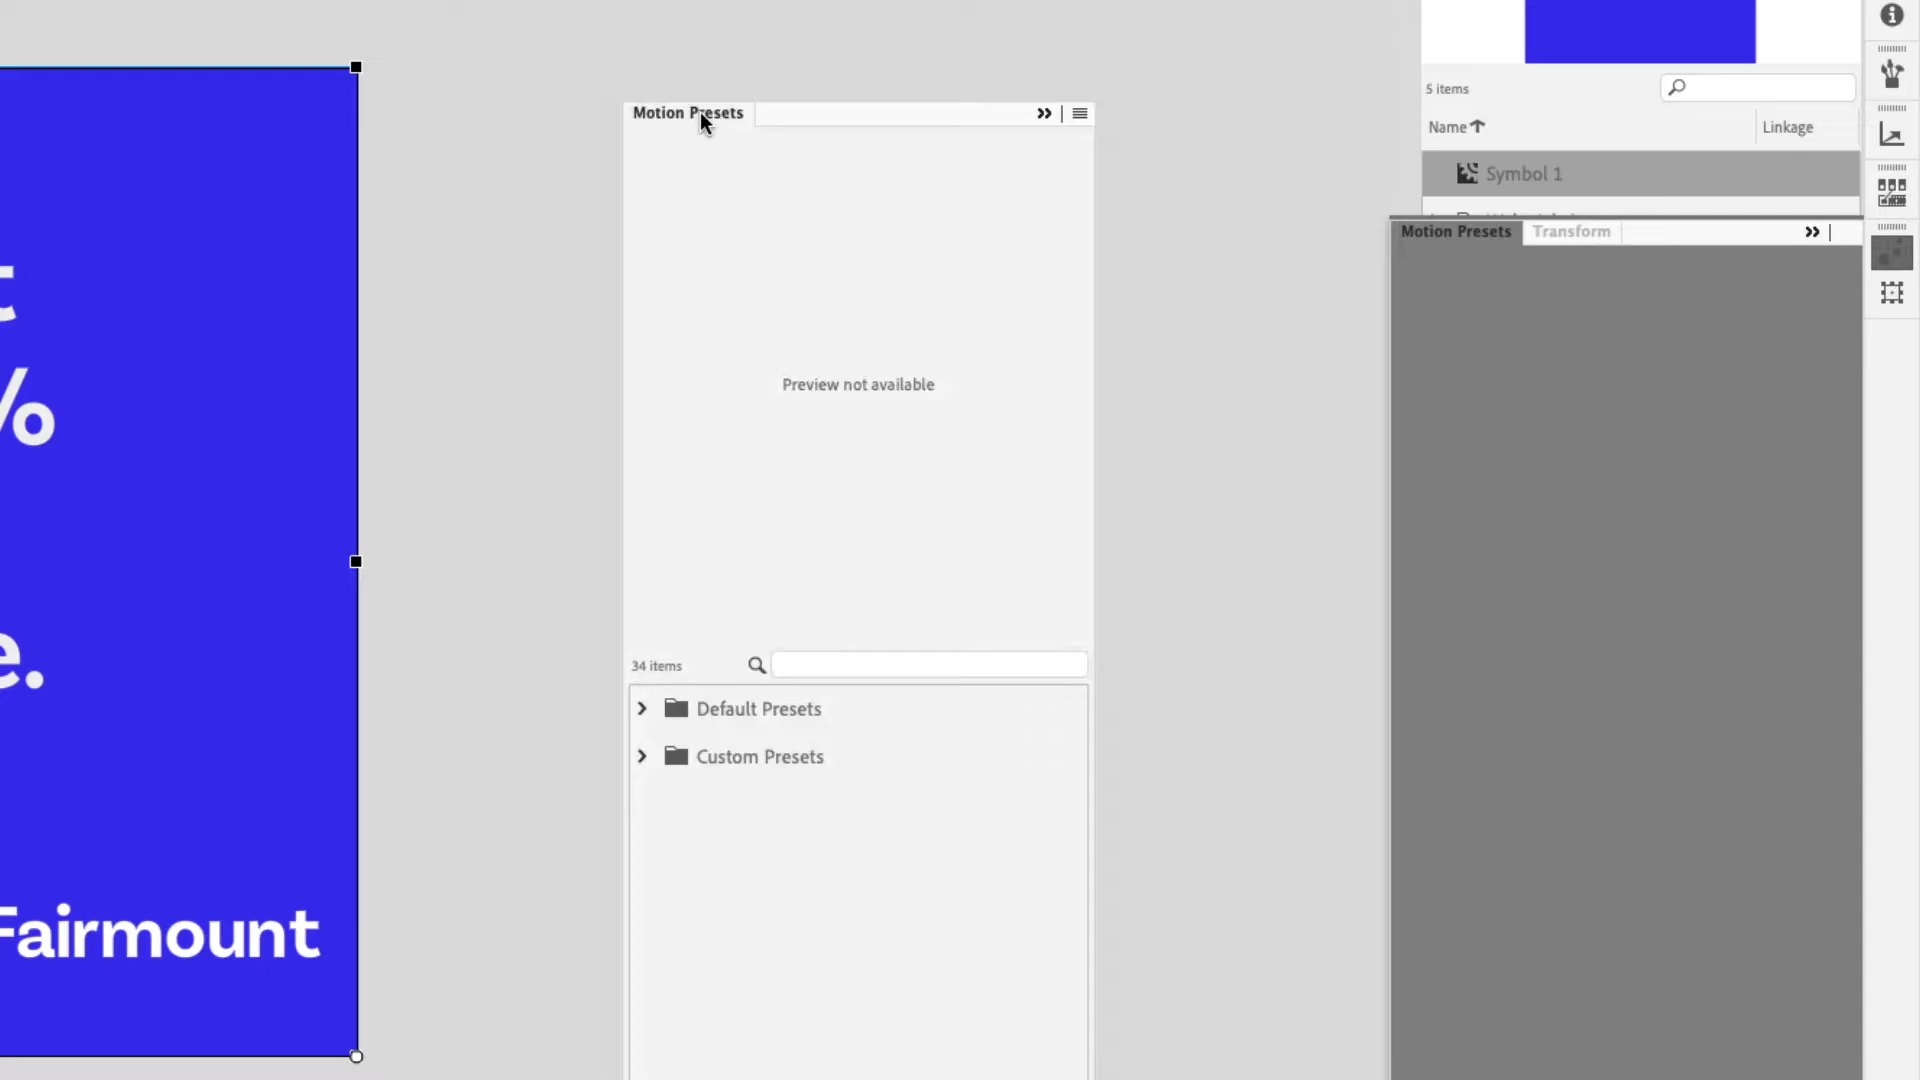 t
%
e.
Fairmount
Motion Presets
Preview not available
34 items
Default Presets
Custom Presets
5 items
Name
Linkage
Symbol 1
Motion Presets
Transform